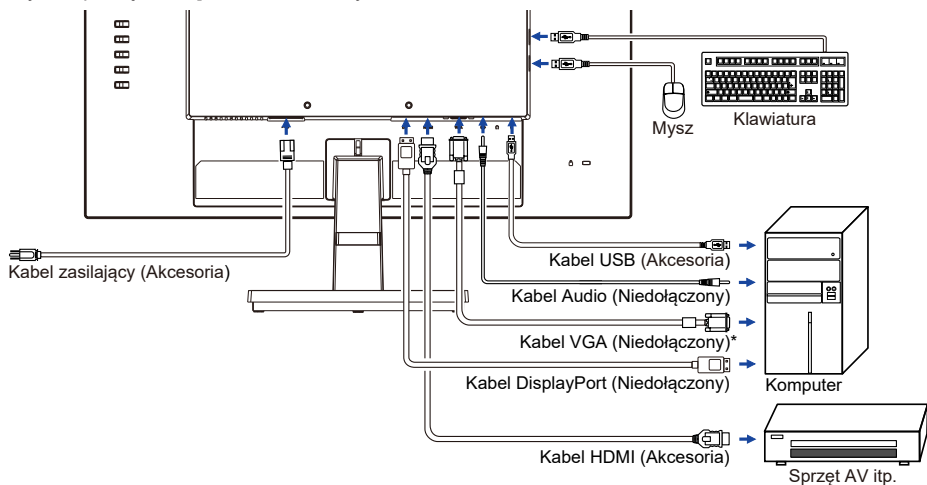 Mysz
Klawiatura
Kabel zasilający (Akcesoria)
Kabel USB (Akcesoria)
Kabel Audio (Niedołączony)
Kabel VGA (Niedołączony)*
Kabel DisplayPort (Niedołączony)
Komputer
Kabel HDMI (Akcesoria)
Sprzęt AV itp.